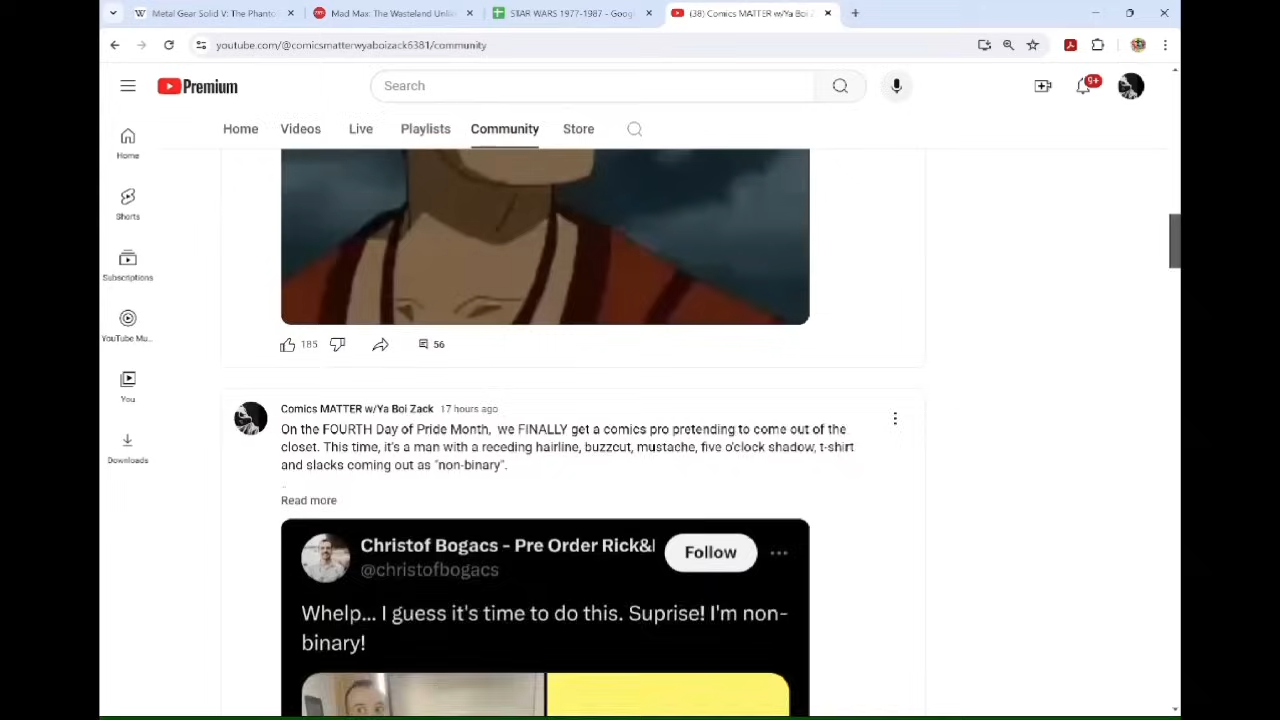 Metal Gear Solid V: The Phanto
Mad Max: The Wasteland Unli
STAR WARS 1977-1987 - Googl
(38) Comics MATTER w/Ya Boi Z
youtube.com/@comicsmatterwyaboizack6381/community
Premium
Search
9+
Home
Videos
Live
Playlists
Community
Store
Home
Shorts
Subscriptions
YouTube Mu...
You
Downloads
185
56
Comics MATTER w/Ya Boi Zack 17 hours ago
On the FOURTH Day of Pride Month, we FINALLY get a comics pro pretending to come out of the
closet. This time, it's a man with a receding hairline, buzzcut, mustache, five o'clock shadow, t-shirt
and slacks coming out as "non-binary".
..
Read more
Christof Bogacs - Pre Order Rick&
Follow
@christofbogacs
Whelp... I guess it's time to do this. Suprise! I'm non-
binary!